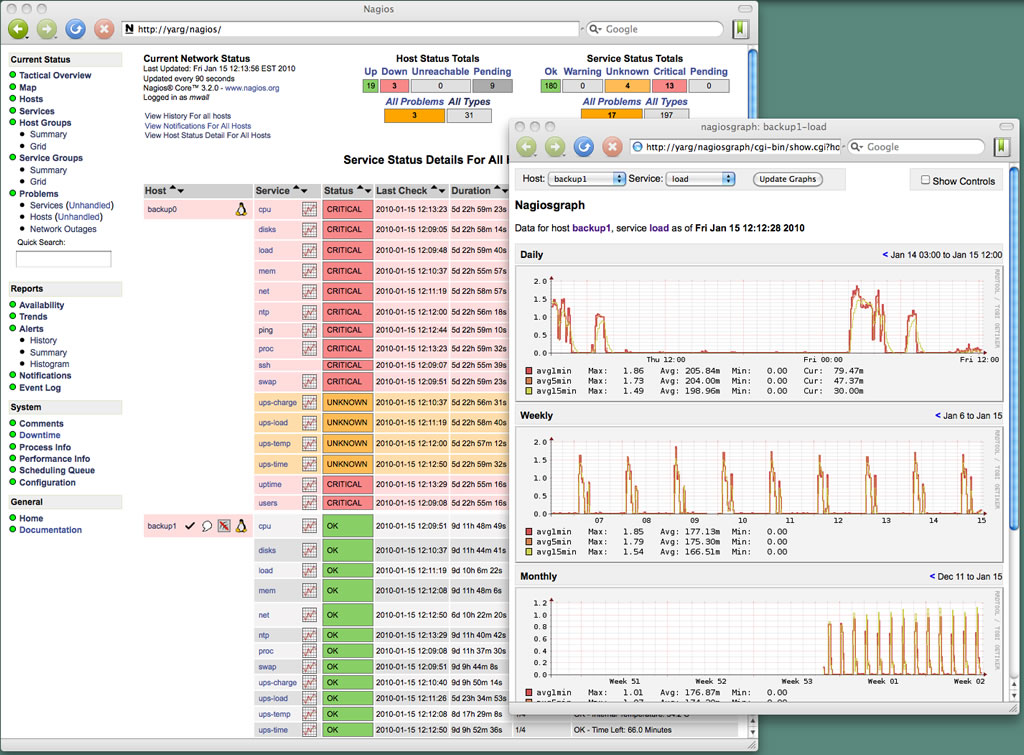 Nagios
http://yarg/nagios/
Google
Current Status
Tactical Overview
Map
Hosts
Services
Host Groups
Summary
Grid
Service Groups
Summary
Grid
Problems
Services (Unhandled)
Hosts (Unhandled)
Network Outages
Quick Search:
Reports
Availability
Trends
Alerts
History
Summary
Histogram
Notifications
Event Log
System
Comments
Downtime
Process Info
Performance Info
Scheduling Queue
Configuration
General
Home
Documentation
Current Network Status
Last Updated: Fri Jan 15 12:13:56 EST 2010
Updated every 90 seconds
Nagios® Core™ 3.2.0 - www.nagios.org
Logged in as mwall
View History For all hosts
View Notifications For All Hosts
View Host Status Detail For All Hosts
Host Status Totals
Up Down Unreachable Pending
19 3 0 9
All Problems All Types
3 31
Service Status Totals
Ok Warning Unknown Critical Pending
180 0 4 13 0
All Problems All Types
17 197
Service Status Details For All
Host Service Status Last Check Duration
backup0 cpu CRITICAL 2010-01-15 12:13:23 5d 22h 59m 23s
disks CRITICAL 2010-01-15 12:09:05 5d 22h 58m 14s
load CRITICAL 2010-01-15 12:09:48 5d 22h 59m 40s
mem CRITICAL 2010-01-15 12:10:37 5d 22h 55m 57s
net CRITICAL 2010-01-15 12:11:19 5d 22h 58m 57s
ntp CRITICAL 2010-01-15 12:12:00 5d 22h 56m 18s
ping CRITICAL 2010-01-15 12:12:44 5d 22h 59m 10s
proc CRITICAL 2010-01-15 12:13:23 5d 22h 59m 32s
ssh CRITICAL 2010-01-15 12:09:07 5d 22h 55m 39s
swap CRITICAL 2010-01-15 12:09:51 5d 22h 59m 23s
ups-charge UNKNOWN 2010-01-15 12:10:37 5d 22h 56m 31s
ups-load UNKNOWN 2010-01-15 12:11:19 5d 22h 58m 40s
ups-temp UNKNOWN 2010-01-15 12:12:00 5d 22h 57m 12s
ups-time UNKNOWN 2010-01-15 12:12:50 5d 22h 59m 32s
uptime CRITICAL 2010-01-15 12:13:29 5d 22h 55m 16s
users CRITICAL 2010-01-15 12:09:08 5d 22h 55m 16s
backup1 cpu OK 2010-01-15 12:09:51 9d 11h 48m 49s
disks OK 2010-01-15 12:10:37 9d 11h 44m 41s
load OK 2010-01-15 12:11:19 9d 10h 6m 22s
mem OK 2010-01-15 12:12:08 9d 11h 48m 6s
net OK 2010-01-15 12:12:50 6d 10h 22m 20s
ntp OK 2010-01-15 12:13:29 9d 11h 40m 42s
proc OK 2010-01-15 12:09:08 9d 11h 37m 30s
swap OK 2010-01-15 12:09:51 9d 9h 44m 8s
ups-charge OK 2010-01-15 12:10:40 9d 9h 50m 14s
ups-load OK 2010-01-15 12:11:26 5d 23h 34m 53s
ups-temp OK 2010-01-15 12:12:08 8d 17h 29m 8s 1/4
ups-time OK 2010-01-15 12:12:50 9d 9h 52m 36s 1/4 OK - Time Left: 66.0 Minutes
nagiosgraph: backup1-load
http://yarg/nagiosgraph/cgi-bin/show.cgi?ho
Google
Host: backup1 Service: load Update Graphs
Show Controls
Nagiosgraph
Data for host backup1, service load as of Fri Jan 15 12:12:28 2010
Daily
< Jan 14 03:00 to Jan 15 12:00
2.0
1.5
1.0
0.5
0.0
Thu 12:00 Fri 00:00 Fri 12:00
RRDTOOL / TOBI OETIKER
avg1min Max: 1.86 Avg: 205.84m Min: 0.00 Cur: 79.47m
avg5min Max: 1.73 Avg: 204.00m Min: 0.00 Cur: 47.37m
avg15min Max: 1.49 Avg: 198.96m Min: 0.00 Cur: 30.00m
Weekly
< Jan 6 to Jan 15
2.0
1.5
1.0
0.5
0.0
07 08 09 10 11 12 13 14 15
RRDTOOL / TOBI OETIKER
avg1min Max: 1.85 Avg: 177.13m Min: 0.00
avg5min Max: 1.79 Avg: 175.30m Min: 0.00
avg15min Max: 1.54 Avg: 166.51m Min: 0.00
Monthly
< Dec 11 to Jan 15
1.2
1.0
0.8
0.6
0.4
0.2
0.0
Week 51 Week 52 Week 53 Week 01 Week 02
RRDTOOL / TOBI OETIKER
avg1min Max: 1.01 Avg: 176.87m Min: 0.00